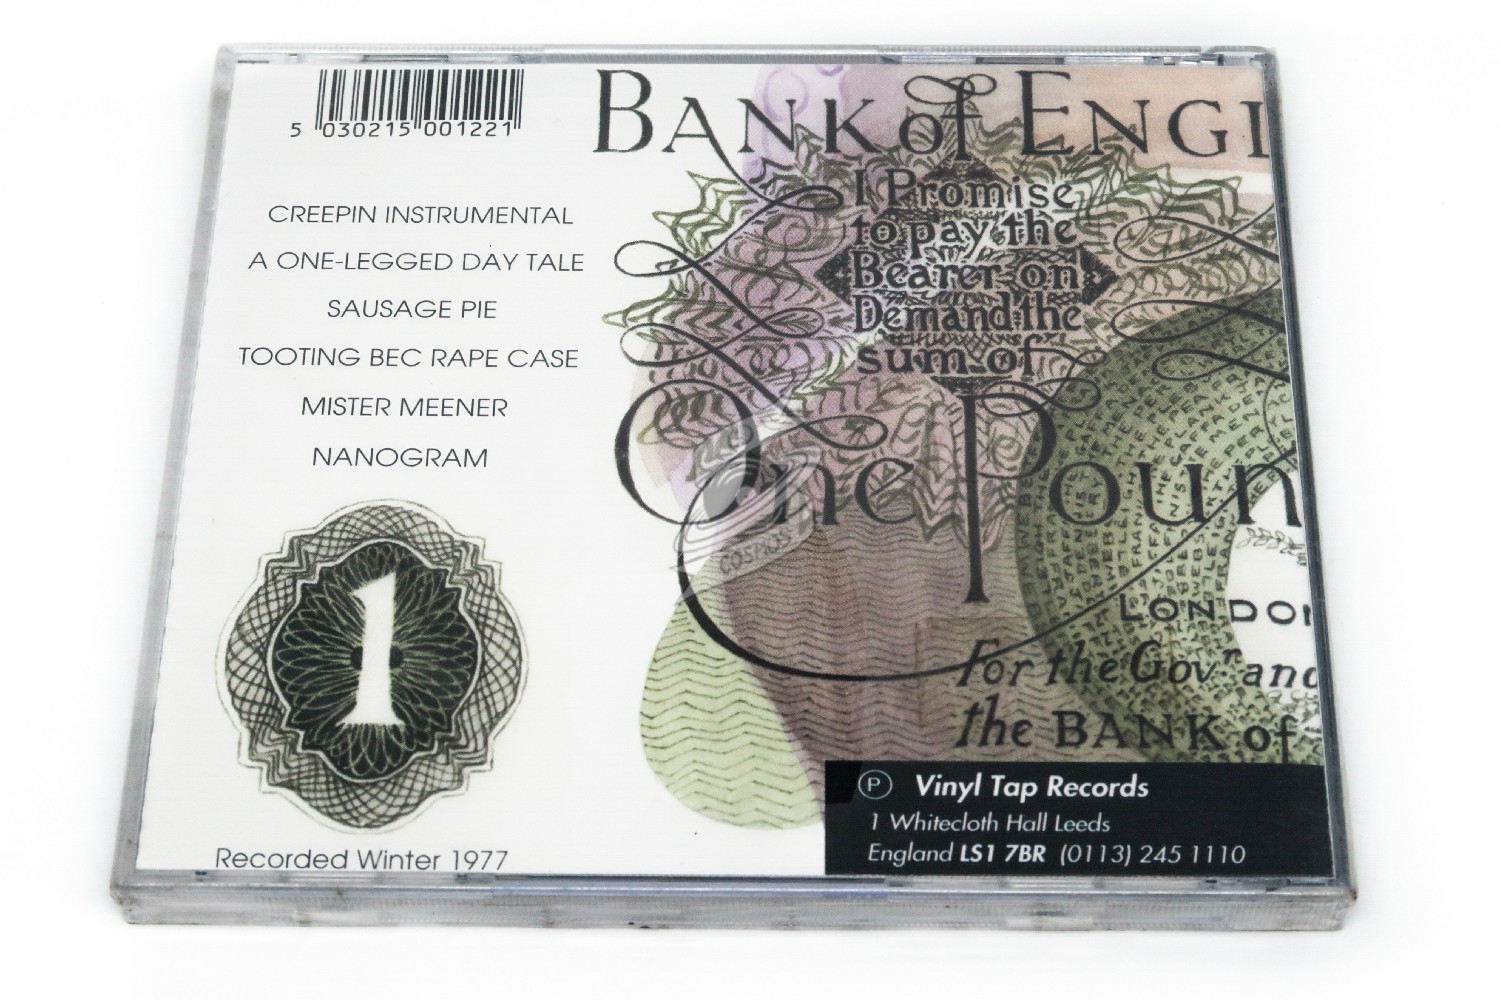 5 030215 001221
CREEPIN INSTRUMENTAL
A ONE-LEGGED DAY TALE
SAUSAGE PIE
TOOTING BEC RAPE CASE
MISTER MEENER
NANOGRAM
1
Recorded Winter 1977
BANK of ENGL
I Promise
to pay the
Bearer on
Demand the
sum of
One Poun
COSMOS
LONDON
For the Govr. and
the BANK of
P Vinyl Tap Records
1 Whitecloth Hall Leeds
England LS1 7BR (0113) 245 1110